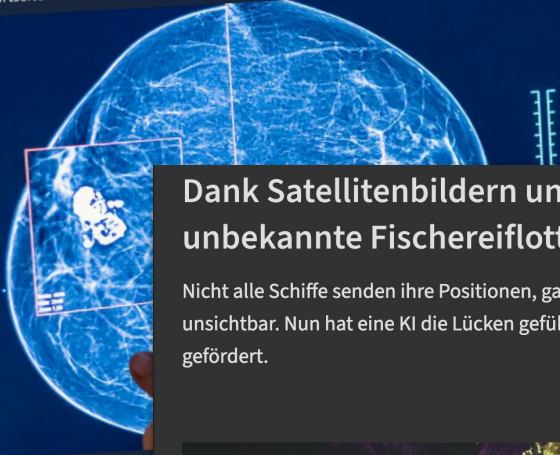 Dank Satellitenbildern un
unbekannte Fischereiflott
Nicht alle Schiffe senden ihre Positionen, ga
unsichtbar. Nun hat eine KI die Lücken gefül
gefördert.